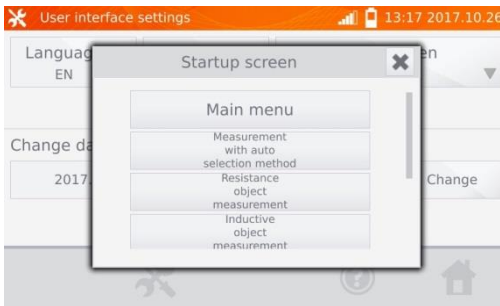 User interface settings 13:17 2017.10.26
Languag
EN
en
Startup screen
Main menu
Measurement
with auto
selection method
Resistance
object
measurement
Inductive
object
measurement
Change da
2017.
Change